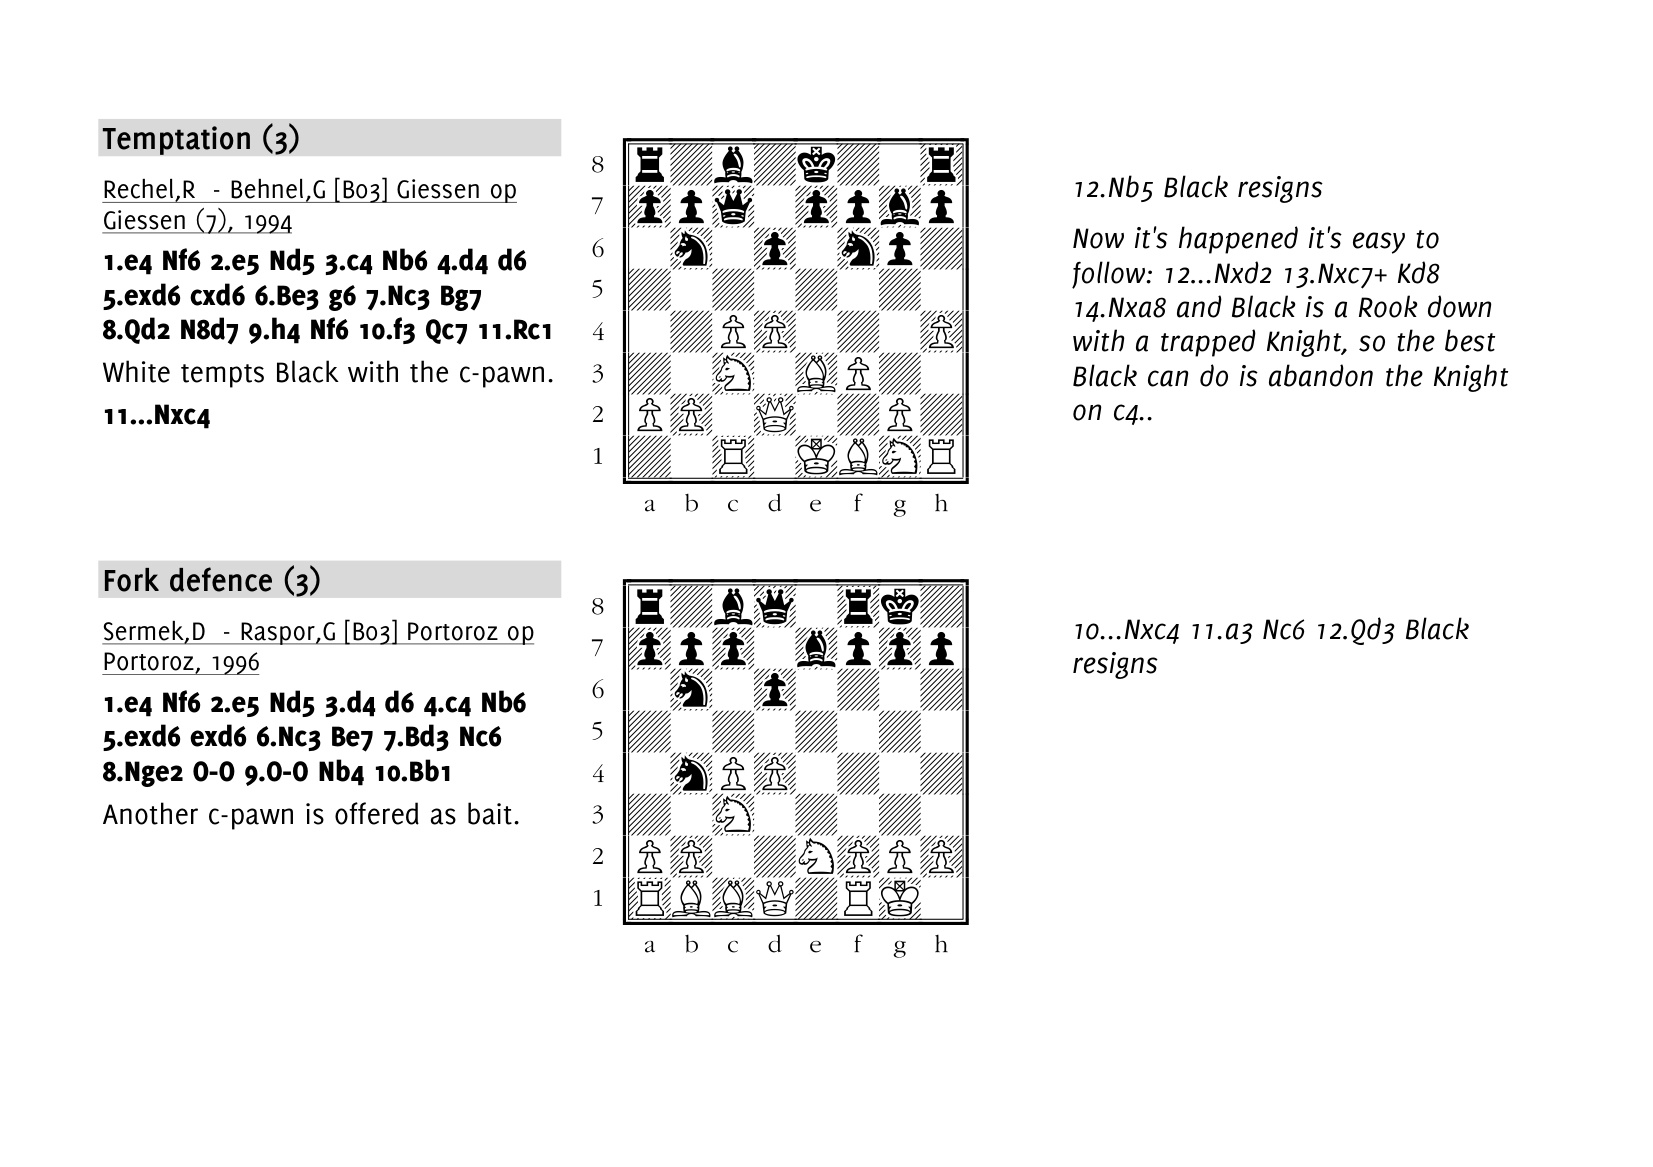 Temptation (3)
Rechel,R - Behnel,G [B03] Giessen op
Giessen (7), 1994
1.e4 Nf6 2.e5 Nd5 3.c4 Nb6 4.d4 d6
5.exd6 cxd6 6.Be3 g6 7.Nc3 Bg7
8.Qd2 N8d7 9.h4 Nf6 10.f3 Qc7 11.Rc1
White tempts Black with the c-pawn.
11...Nxc4
8
7
6
5
4
3
2
1
a b c d e f g h
12.Nb5 Black resigns
Now it's happened it's easy to
follow: 12...Nxd2 13.Nxc7+ Kd8
14.Nxa8 and Black is a Rook down
with a trapped Knight, so the best
Black can do is abandon the Knight
on c4..
Fork defence (3)
Sermek,D - Raspor,G [B03] Portoroz op
Portoroz, 1996
1.e4 Nf6 2.e5 Nd5 3.d4 d6 4.c4 Nb6
5.exd6 exd6 6.Nc3 Be7 7.Bd3 Nc6
8.Nge2 O-O 9.O-O Nb4 10.Bb1
Another c-pawn is offered as bait.
8
7
6
5
4
3
2
1
a b c d e f g h
10...Nxc4 11.a3 Nc6 12.Qd3 Black
resigns